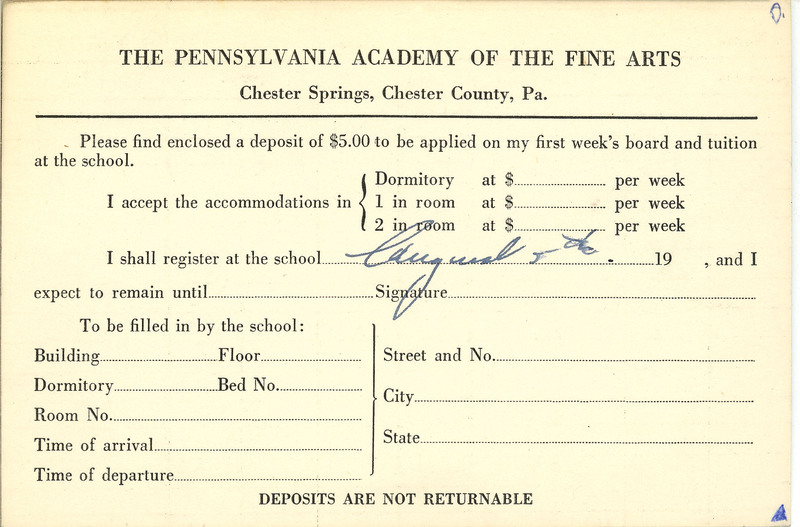 THE PENNSYLVANIA ACADEMY OF THE FINE ARTS
Chester Springs, Chester County, Pa.
Please find enclosed a deposit of $5.00 to be applied on my first week's board and tuition
at the school.
I accept the accommodations in { Dormitory at $ per week
1 in room at $ per week
2 in room at $ per week
I shall register at the school August 5th 19 , and I
expect to remain until Signature
To be filled in by the school:
Building Floor
Dormitory Bed No.
Room No.
Time of arrival
Time of departure
Street and No.
City
State
DEPOSITS ARE NOT RETURNABLE